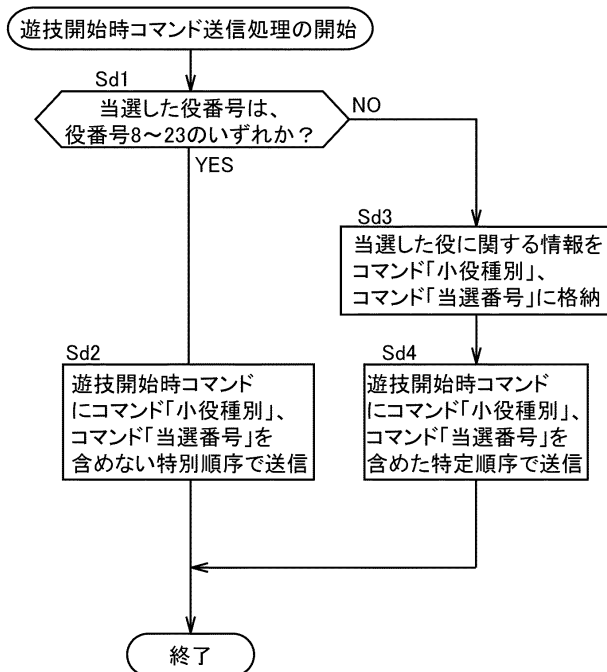 遊技開始時コマンド送信処理の開始
Sd1
当選した役番号は、
役番号8～23のいずれか？
NO
YES
Sd3
当選した役に関する情報を
コマンド「小役種別」、
コマンド「当選番号」に格納
Sd2
遊技開始時コマンド
にコマンド「小役種別」、
コマンド「当選番号」を
含めない特別順序で送信
Sd4
遊技開始時コマンド
にコマンド「小役種別」、
コマンド「当選番号」を
含めた特定順序で送信
終了